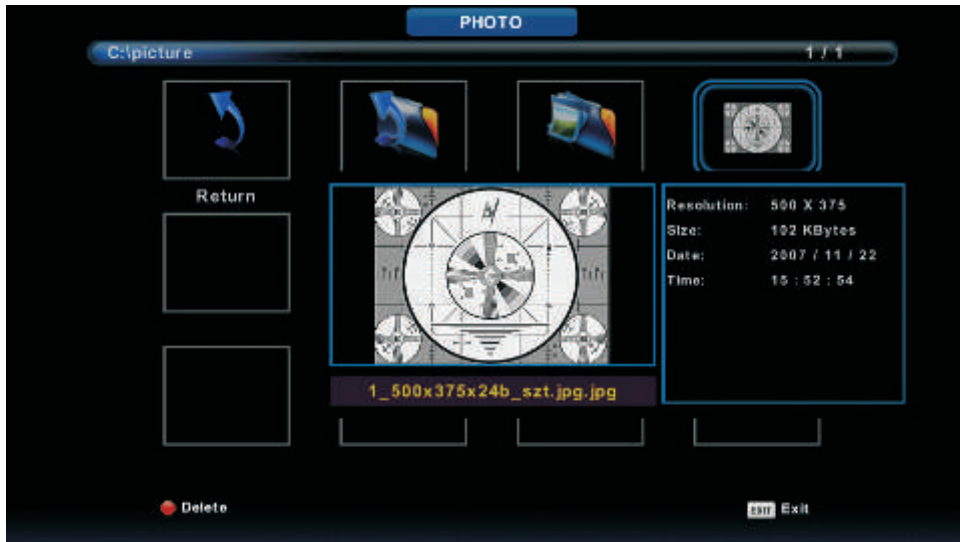 PHOTO
C:\picture 1 / 1
Return
Resolution: 500 X 375
Size: 102 KBytes
Date: 2007 / 11 / 22
Time: 15 : 52 : 54
1_500x375x24b_szt.jpg.jpg
Delete
EXIT Exit